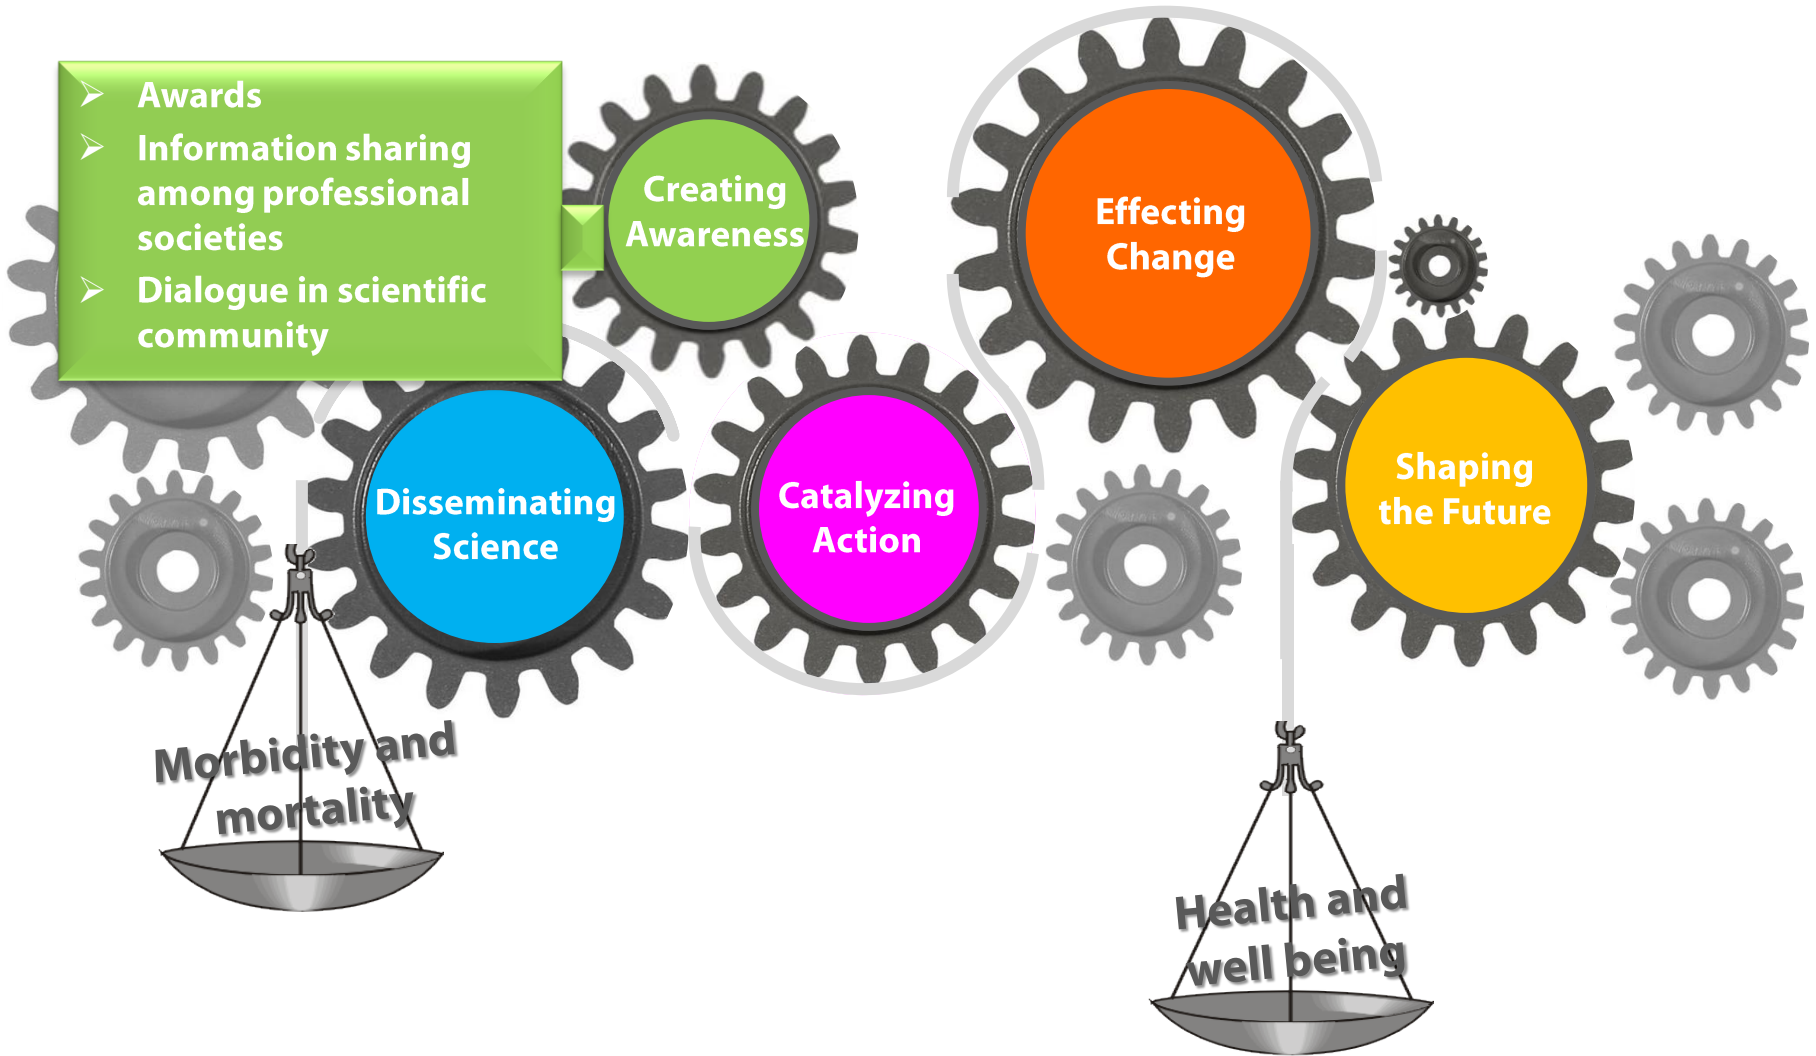 Awards
Information sharing
among professional
societies
Dialogue in scientific
community
Creating
Awareness
Effecting
Change
Disseminating
Science
Catalyzing
Action
Shaping
the Future
Morbidity and
mortality
Health and
well being